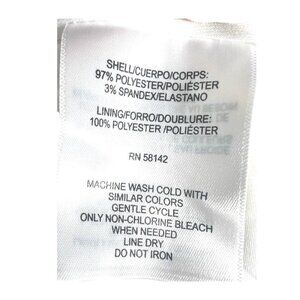 SHELL/CUERPO/CORPS:
97% POLYESTER/POLIÉSTER
3% SPANDEX/ELASTANO
LINING/FORRO/DOUBLURE:
100% POLYESTER /POLIÉSTER
RN 58142
MACHINE WASH COLD WITH
SIMILAR COLORS
GENTLE CYCLE
ONLY NON-CHLORINE BLEACH
WHEN NEEDED
LINE DRY
DO NOT IRON